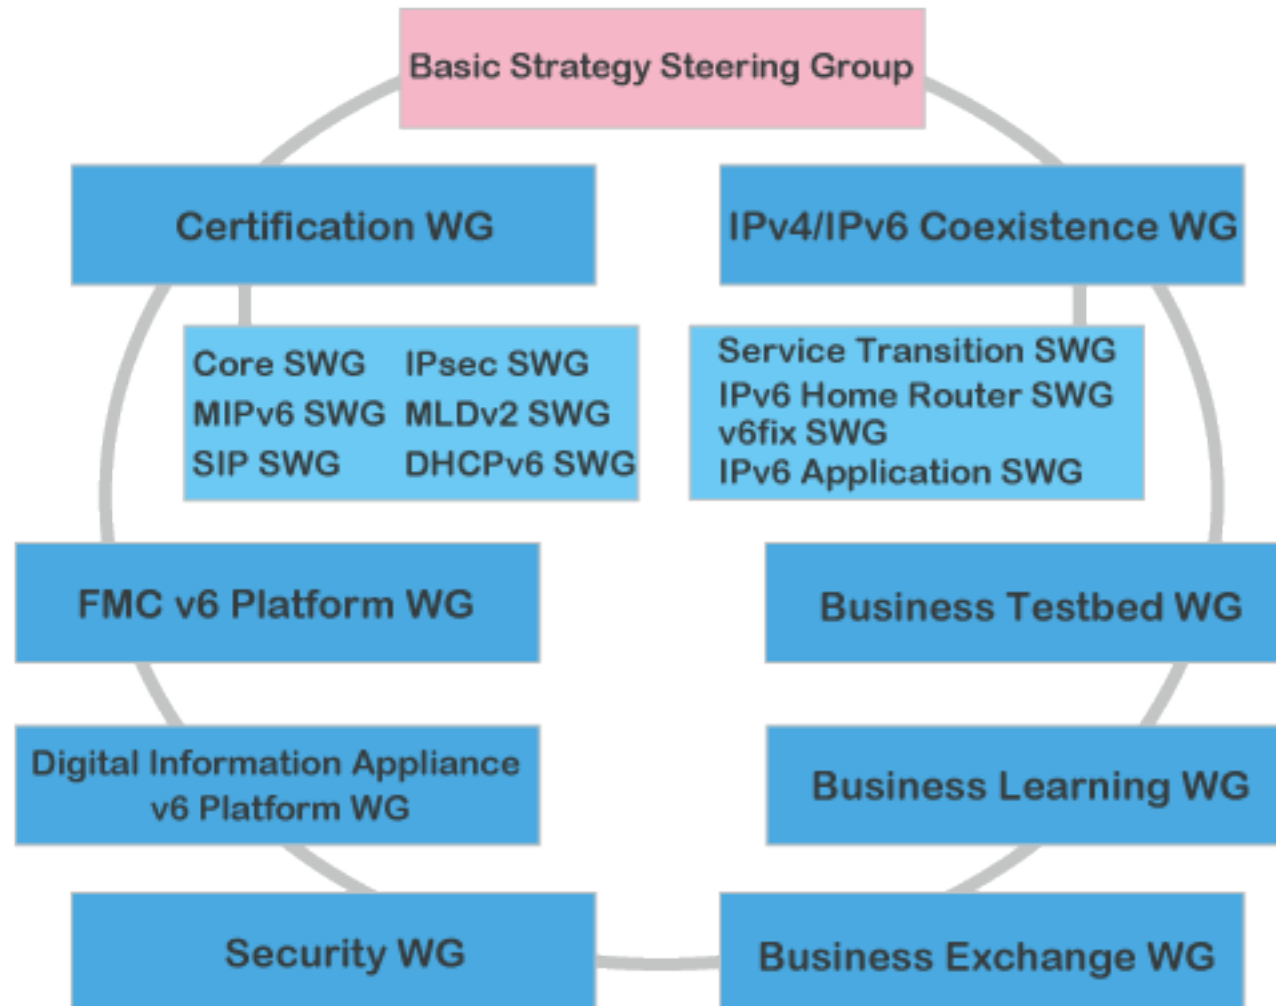 Basic Strategy Steering Group
Certification WG
IPv4/IPv6 Coexistence WG
Core SWG IPsec SWG
MIPv6 SWG MLDv2 SWG
SIP SWG DHCPv6 SWG
Service Transition SWG
IPv6 Home Router SWG
v6fix SWG
IPv6 Application SWG
FMC v6 Platform WG
Business Testbed WG
Digital Information Appliance
v6 Platform WG
Business Learning WG
Security WG
Business Exchange WG